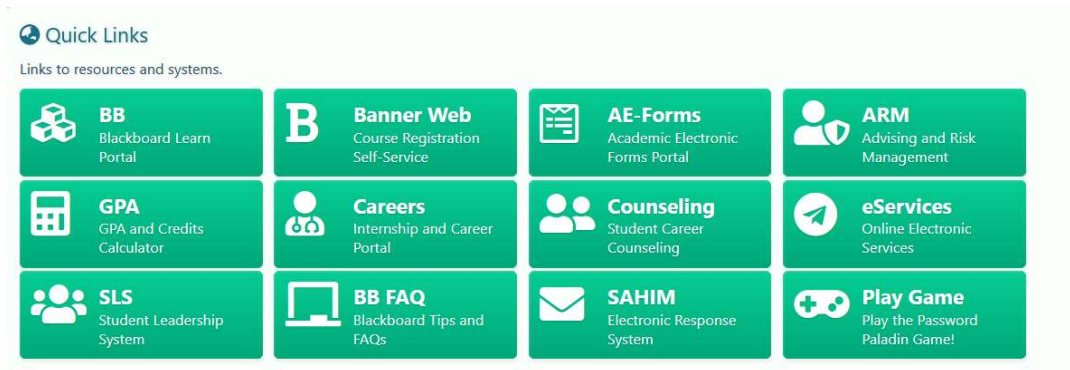 Quick Links
Links to resources and systems.
BB
Blackboard Learn
Portal
Banner Web
Course Registration
Self-Service
AE-Forms
Academic Electronic
Forms Portal
ARM
Advising and Risk
Management
GPA
GPA and Credits
Calculator
Careers
Internship and Career
Portal
Counseling
Student Career
Counseling
eServices
Online Electronic
Services
SLS
Student Leadership
System
BB FAQ
Blackboard Tips and
FAQs
SAHIM
Electronic Response
System
Play Game
Play the Password
Paladin Game!